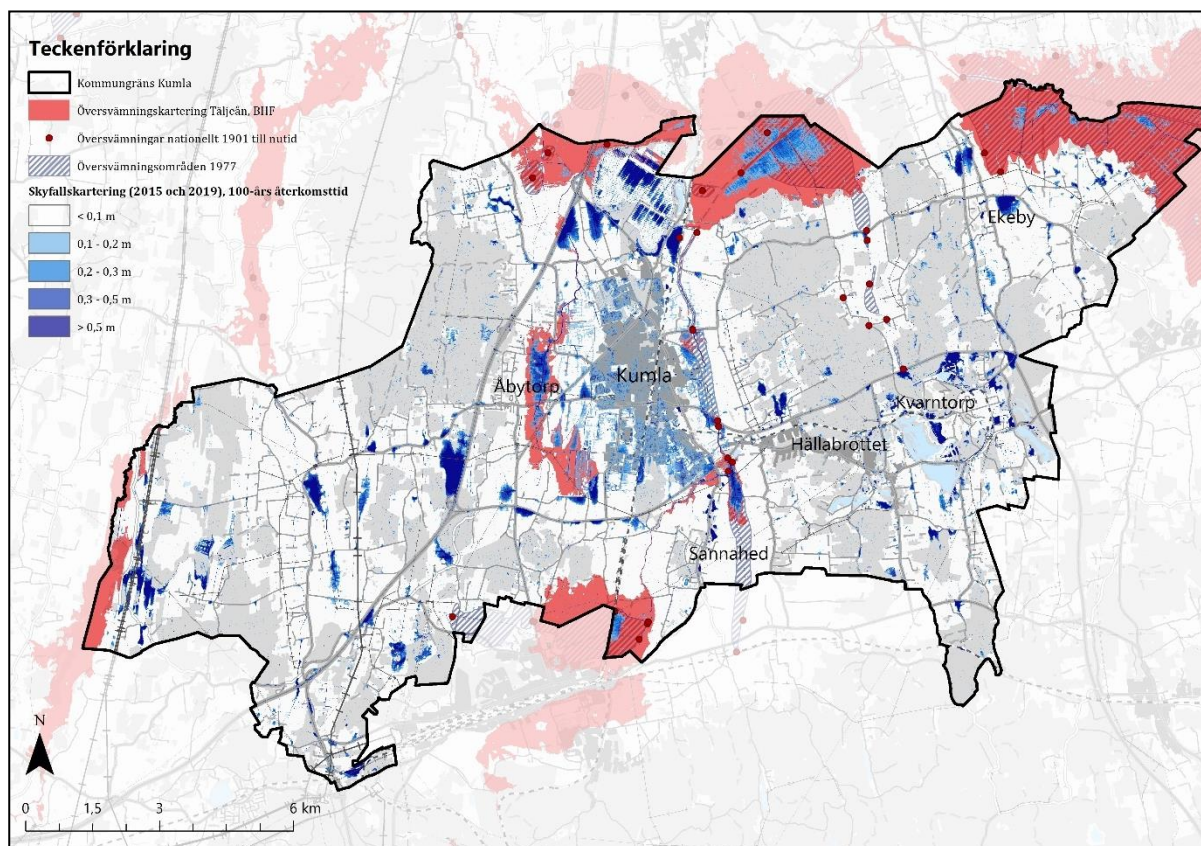 Teckenförklaring
Kommungräns Kumla
Översvämningskartering Täljeån, BHF
Översvämningar nationellt 1901 till nutid
Översvämningsområden 1977
Skyfallskartering (2015 och 2019), 100-års återkomsttid
< 0,1 m
0,1 - 0,2 m
0,2 - 0,3 m
0,3 - 0,5 m
> 0,5 m
Ekeby
Åbytorp
Kumla
Kvarntorp
Hällabrottet
Sannahed
N
0 1,5 3 6 km